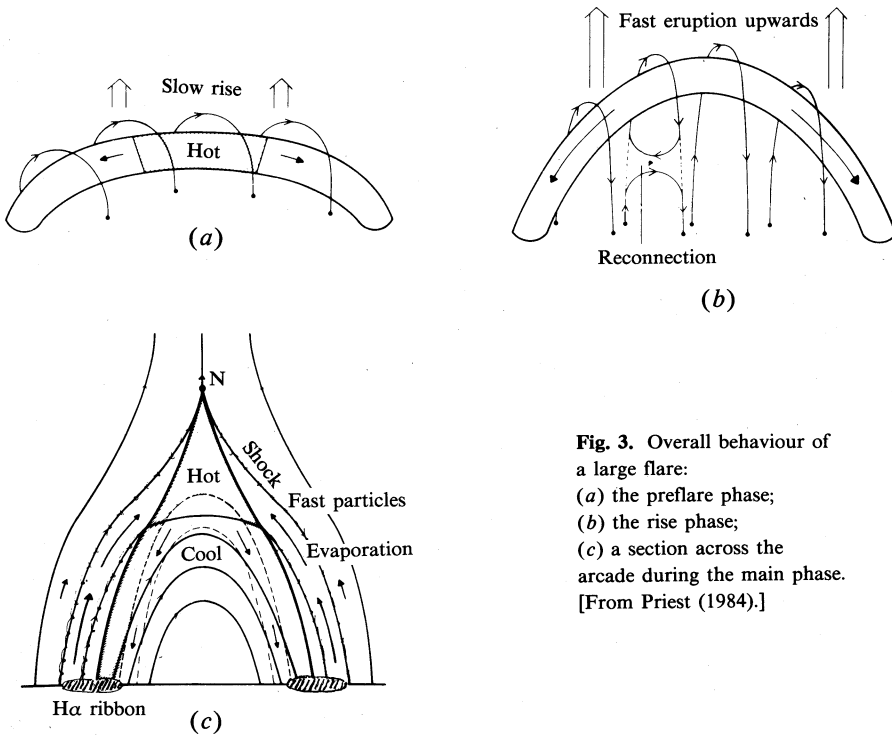 Slow rise
Hot
(a)
Fast eruption upwards
Reconnection
(b)
N
Shock
Hot
Fast particles
Evaporation
Cool
Hα ribbon
(c)
Fig. 3. Overall behaviour of
a large flare:
(a) the preflare phase;
(b) the rise phase;
(c) a section across the
arcade during the main phase.
[From Priest (1984).]